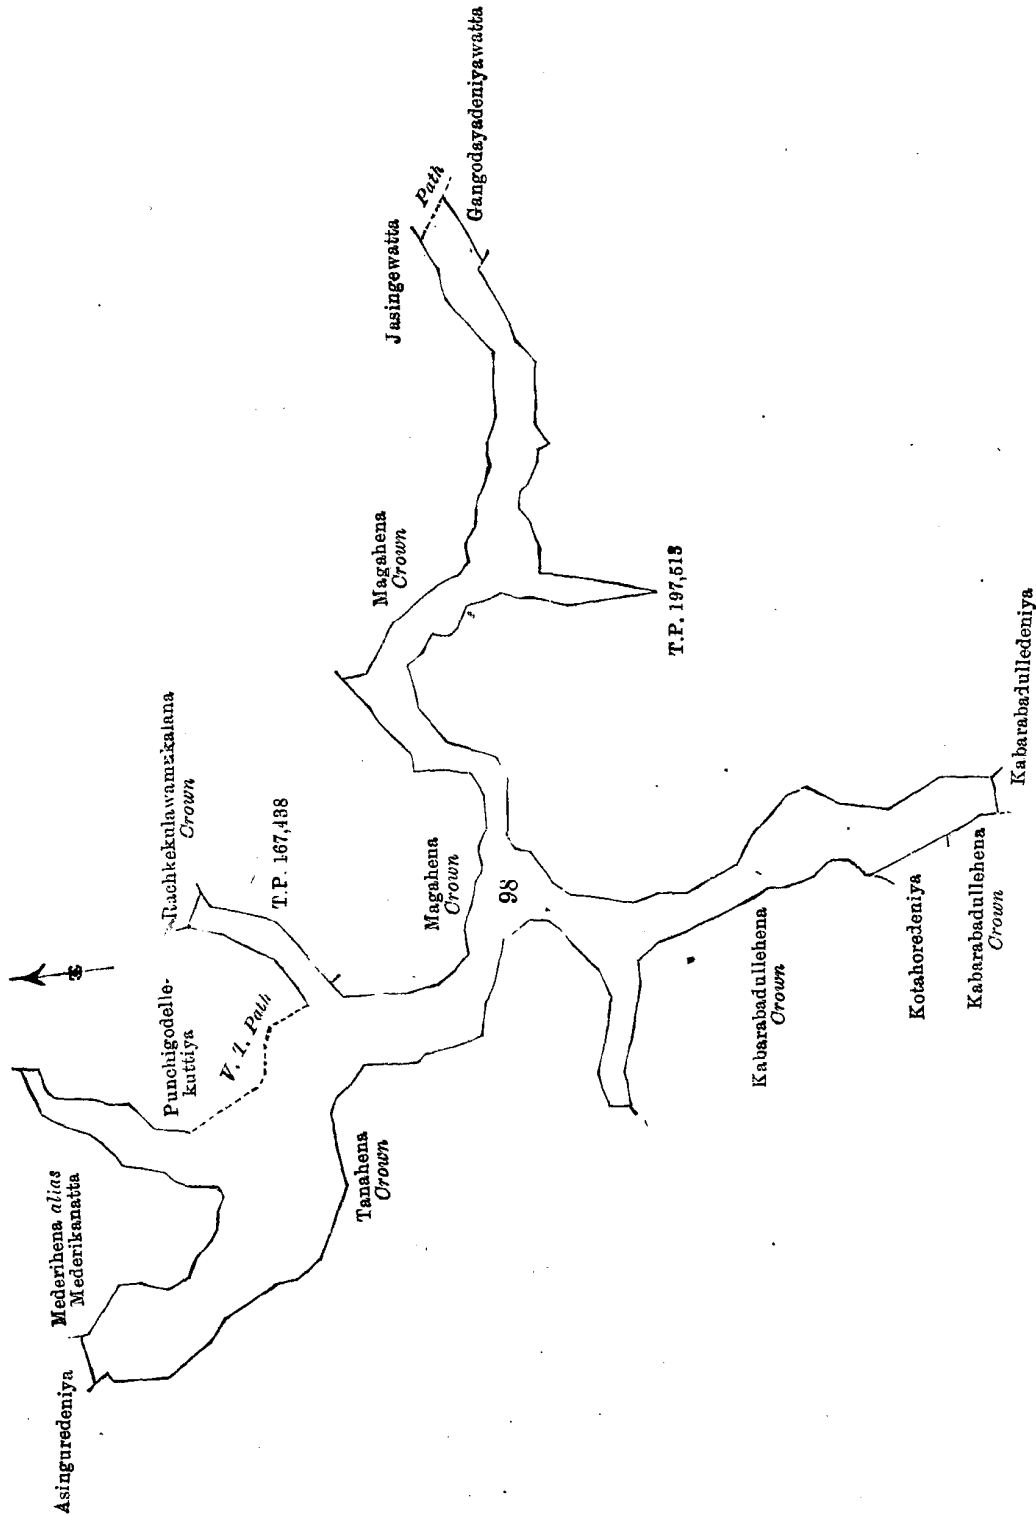 Asinguredeniya
Mederihena alias
Mederikanatta
Punchigodelle-
kuttiya
V. T. Path
Rachkekulawamukalana
Crown
T.P. 167,438
Tanahena
Crown
Magahena
Crown
98
Magahena
Crown
Jasingewatta
Path
Gangodayadeniyawatta
T.P. 197,513
Kabarabadullehena
Crown
Kotahoredeniya
Kabarabadullehena
Crown
Kabarabadulledeniya